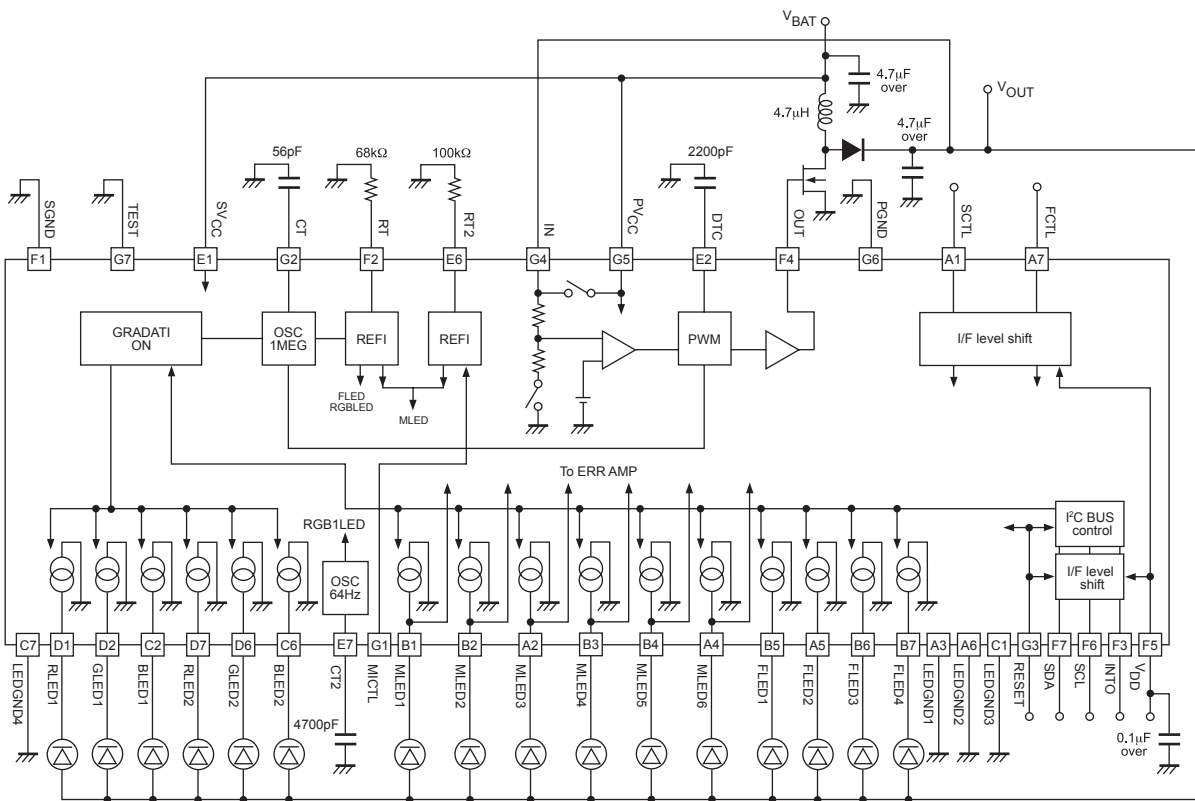 VBAT
4.7μF
over
4.7μH
VOUT
4.7μF
over
56pF
68kΩ
100kΩ
2200pF
SGND
TEST
SVCC
CT
RT
RT2
IN
PVCC
DTC
OUT
PGND
SCTL
FCTL
F1
G7
E1
G2
F2
E6
G4
G5
E2
F4
G6
A1
A7
GRADATI
ON
OSC
1MEG
REFI
REFI
PWM
I/F level shift
FLED
RGBLED
MLED
To ERR AMP
RGB1LED
OSC
64Hz
I²C BUS
control
I/F level
shift
C7
D1
D2
C2
D7
D6
C6
E7
G1
B1
B2
A2
B3
B4
A4
B5
A5
B6
B7
A3
A6
C1
G3
F7
F6
F3
F5
LEDGND4
RLED1
GLED1
BLED1
RLED2
GLED2
BLED2
CT2
MICTL
MLED1
MLED2
MLED3
MLED4
MLED5
MLED6
FLED1
FLED2
FLED3
FLED4
LEDGND1
LEDGND2
LEDGND3
RESET
SDA
SCL
INTO
VDD
4700pF
0.1μF
over